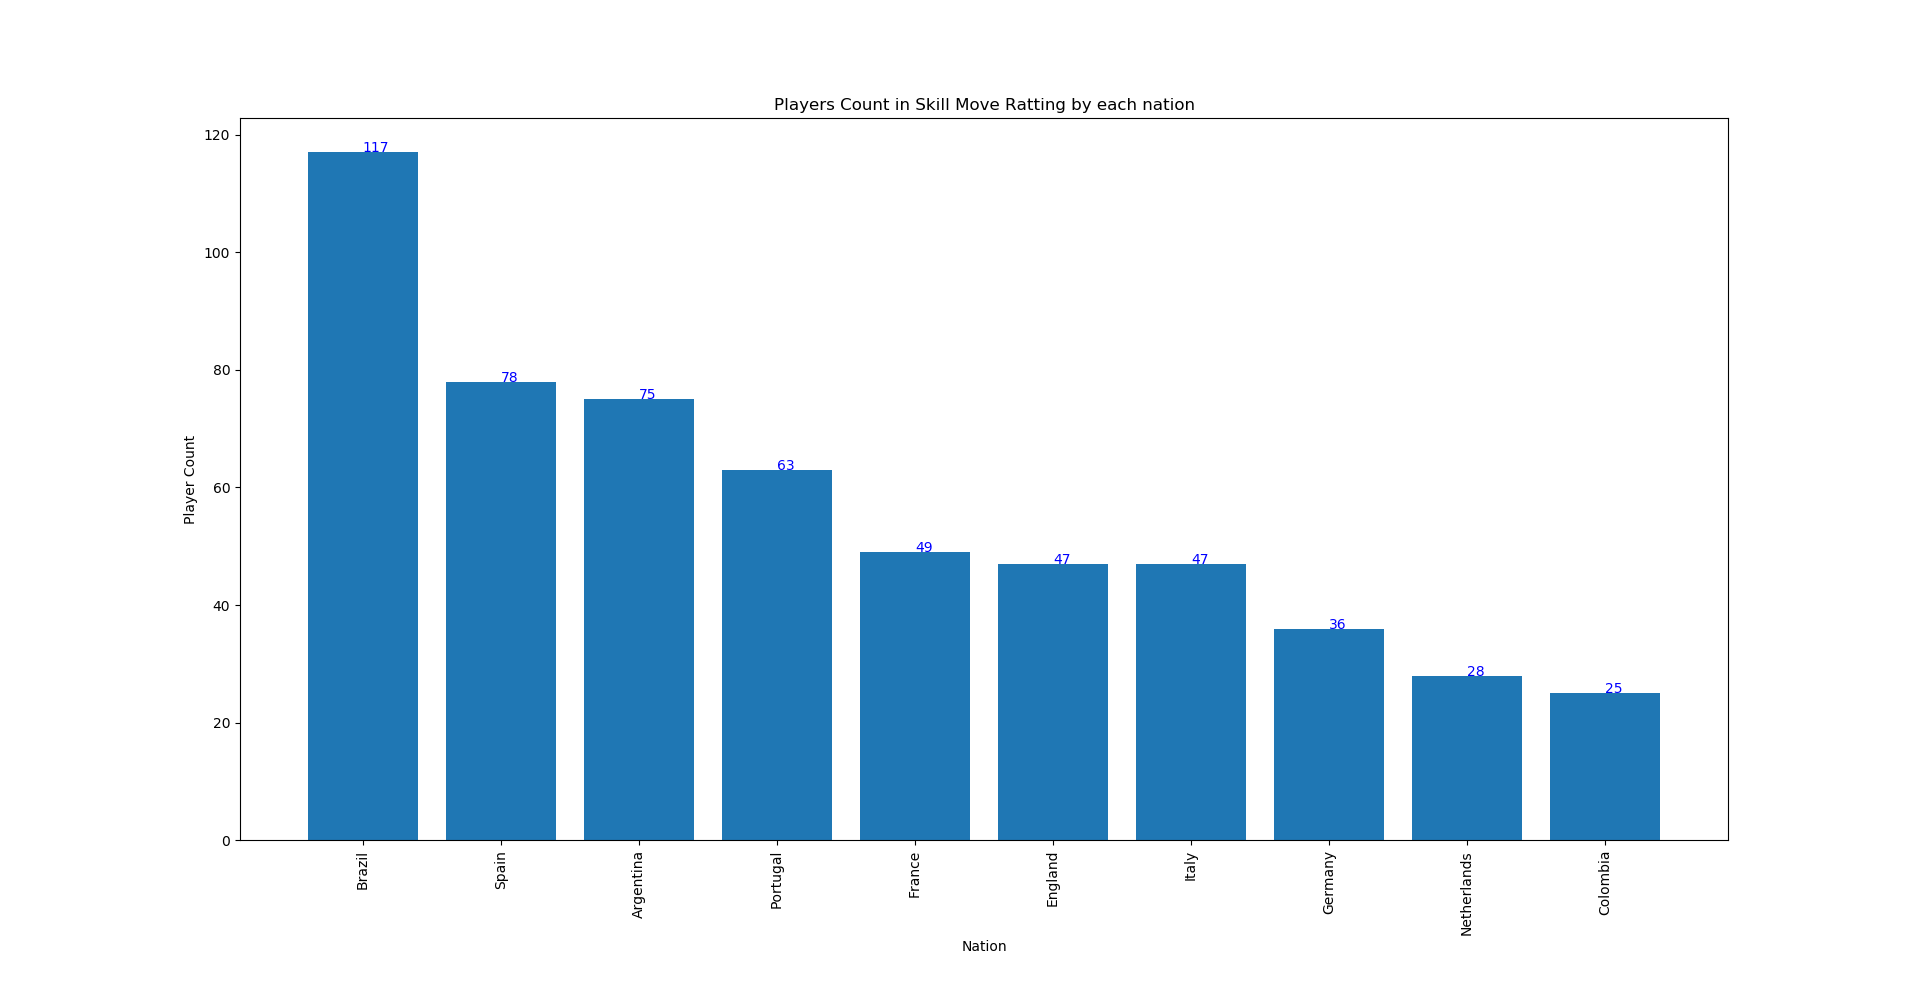 Players Count in Skill Move Ratting by each nation
120
100
80
60
40
20
0
Player Count
117
78
75
63
49
47
47
36
28
25
Brazil
Spain
Argentina
Portugal
France
England
Italy
Germany
Netherlands
Colombia
Nation